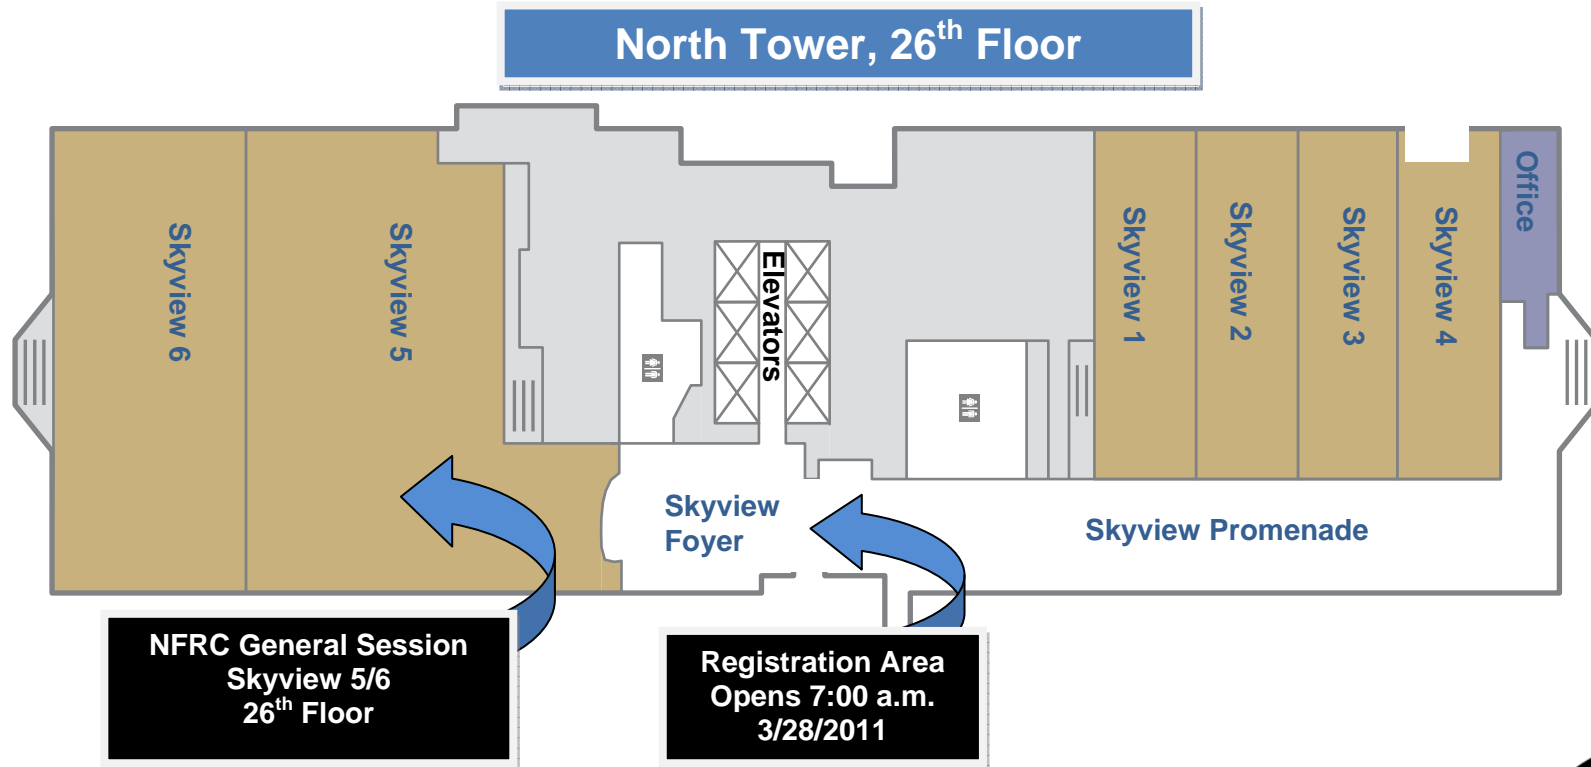 North Tower, 26th Floor
Skyview 6
Skyview 5
Elevators
Skyview 1
Skyview 2
Skyview 3
Skyview 4
Office
Skyview
Foyer
Skyview Promenade
NFRC General Session
Skyview 5/6
26th Floor
Registration Area
Opens 7:00 a.m.
3/28/2011